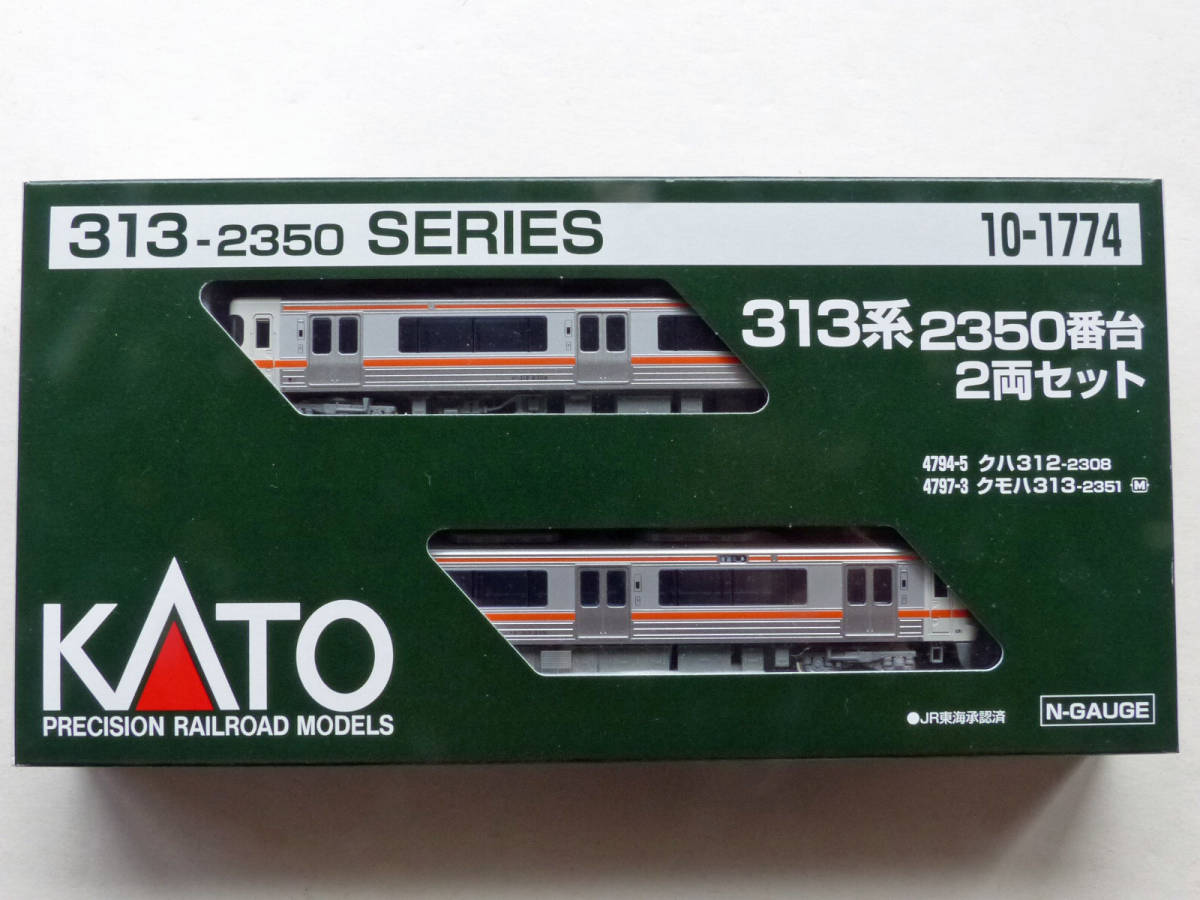 313-2350 SERIES
10-1774
313系2350番台
2両セット
4794-5 クハ312-2308
4797-3 クモハ313-2351 M
KATO
PRECISION RAILROAD MODELS
●JR東海承認済
N-GAUGE